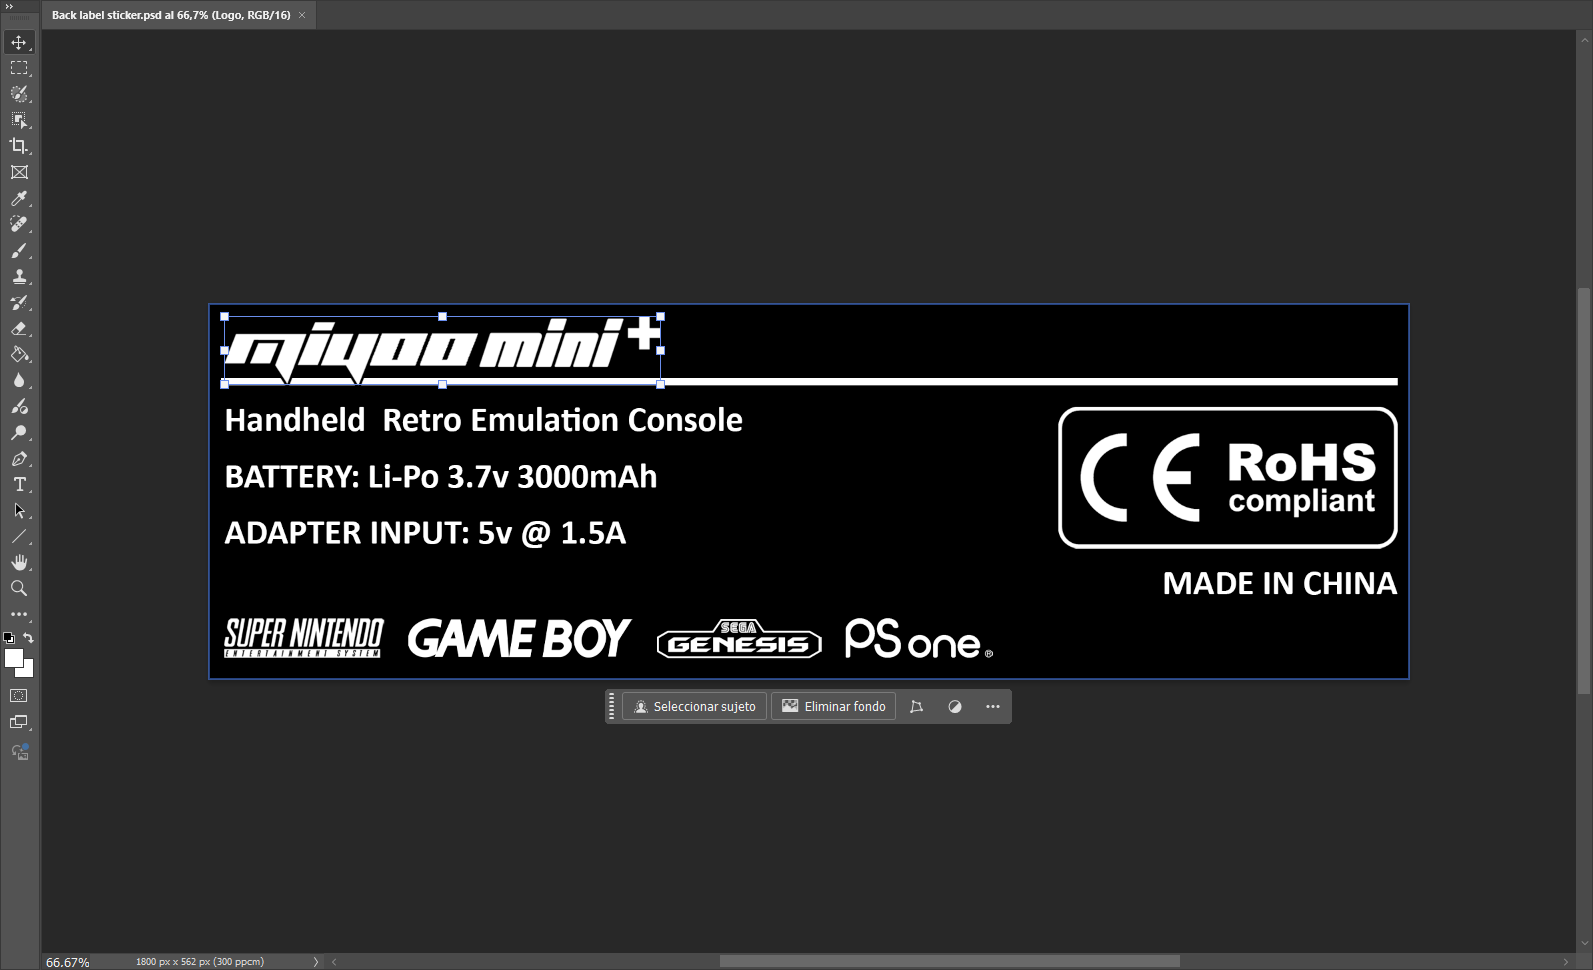 Back label sticker.psd al 66,7% (Logo, RGB/16) ×
miyoo mini+
Handheld  Retro Emulation Console
BATTERY: Li-Po 3.7v 3000mAh
ADAPTER INPUT: 5v @ 1.5A
CE RoHS
compliant
MADE IN CHINA
SUPER NINTENDO
ENTERTAINMENT SYSTEM
GAME BOY
SEGA
GENESIS
PS one ®
Seleccionar sujeto
Eliminar fondo
66.67%
1800 px x 562 px (300 ppcm)